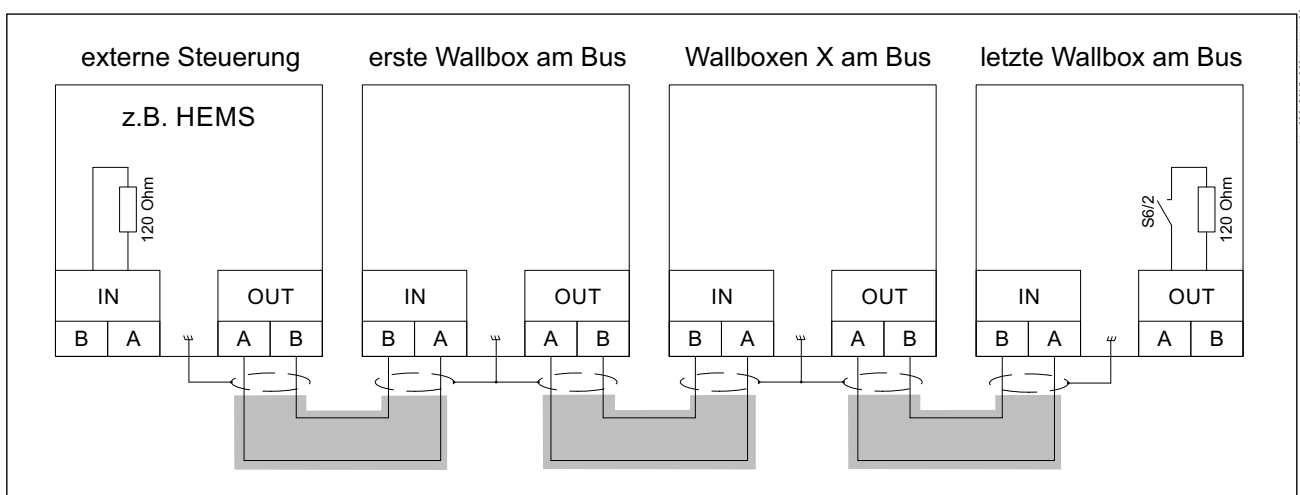 externe Steuerung erste Wallbox am Bus Wallboxen X am Bus letzte Wallbox am Bus
z.B. HEMS
120 Ohm S6/2 120 Ohm
IN OUT IN OUT IN OUT IN OUT
B A A B B A A B B A A B B A A B